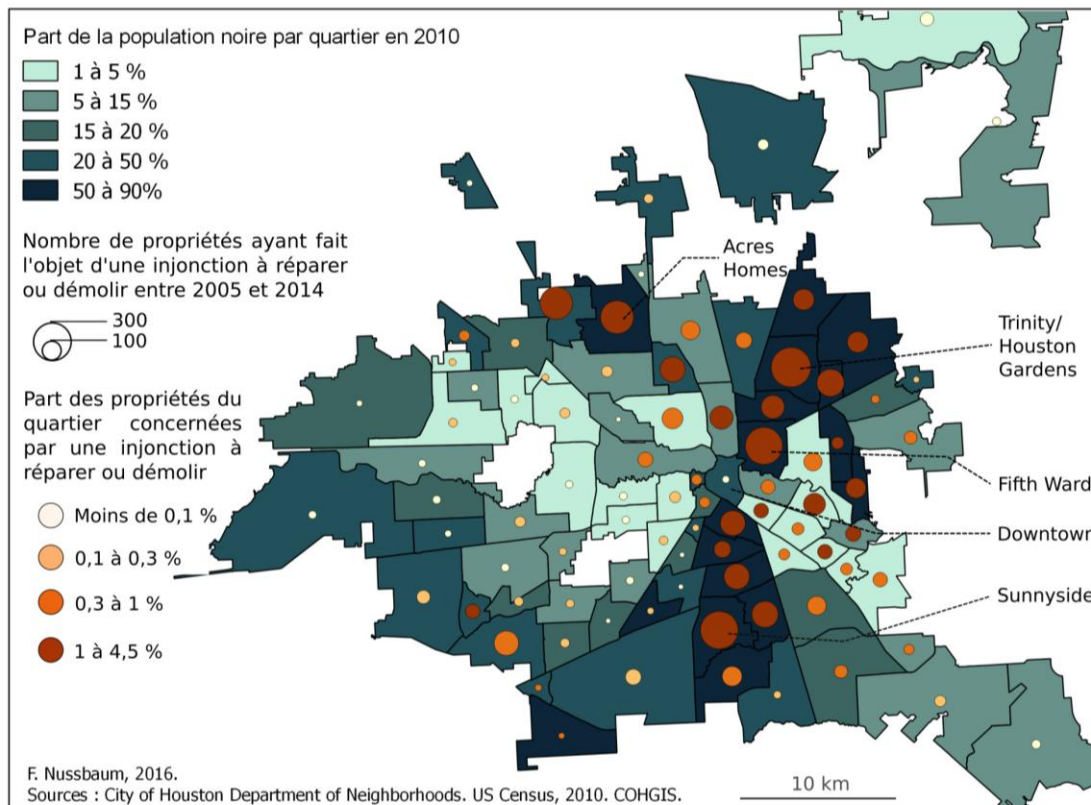 Part de la population noire par quartier en 2010
1 à 5 %
5 à 15 %
15 à 20 %
20 à 50 %
50 à 90%
Nombre de propriétés ayant fait
l'objet d'une injonction à réparer
ou démolir entre 2005 et 2014
300
100
Part des propriétés du
quartier concernées
par une injonction à
réparer ou démolir
Moins de 0,1 %
0,1 à 0,3 %
0,3 à 1 %
1 à 4,5 %
Acres
Homes
Trinity/
Houston
Gardens
Fifth Ward
Downtown
Sunnyside
F. Nussbaum, 2016.
Sources : City of Houston Department of Neighborhoods. US Census, 2010. COHGIS.
10 km